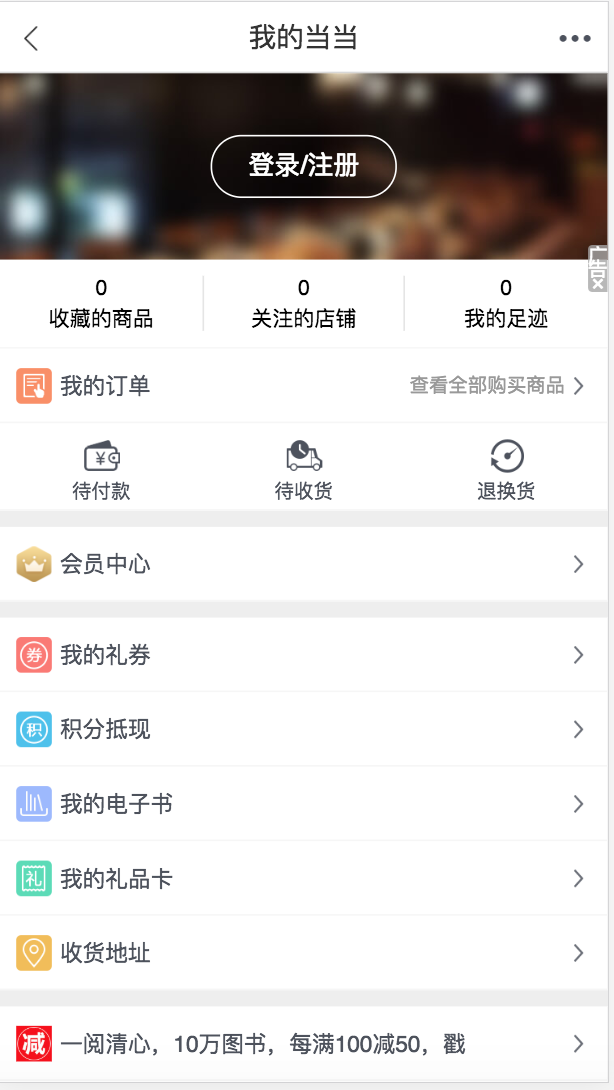 我的当当
登录/注册
广告X
0
收藏的商品
0
关注的店铺
0
我的足迹
我的订单
查看全部购买商品
¥
待付款
待收货
退换货
会员中心
券
我的礼券
积
积分抵现
我的电子书
礼
我的礼品卡
收货地址
减
一阅清心，10万图书，每满100减50，戳